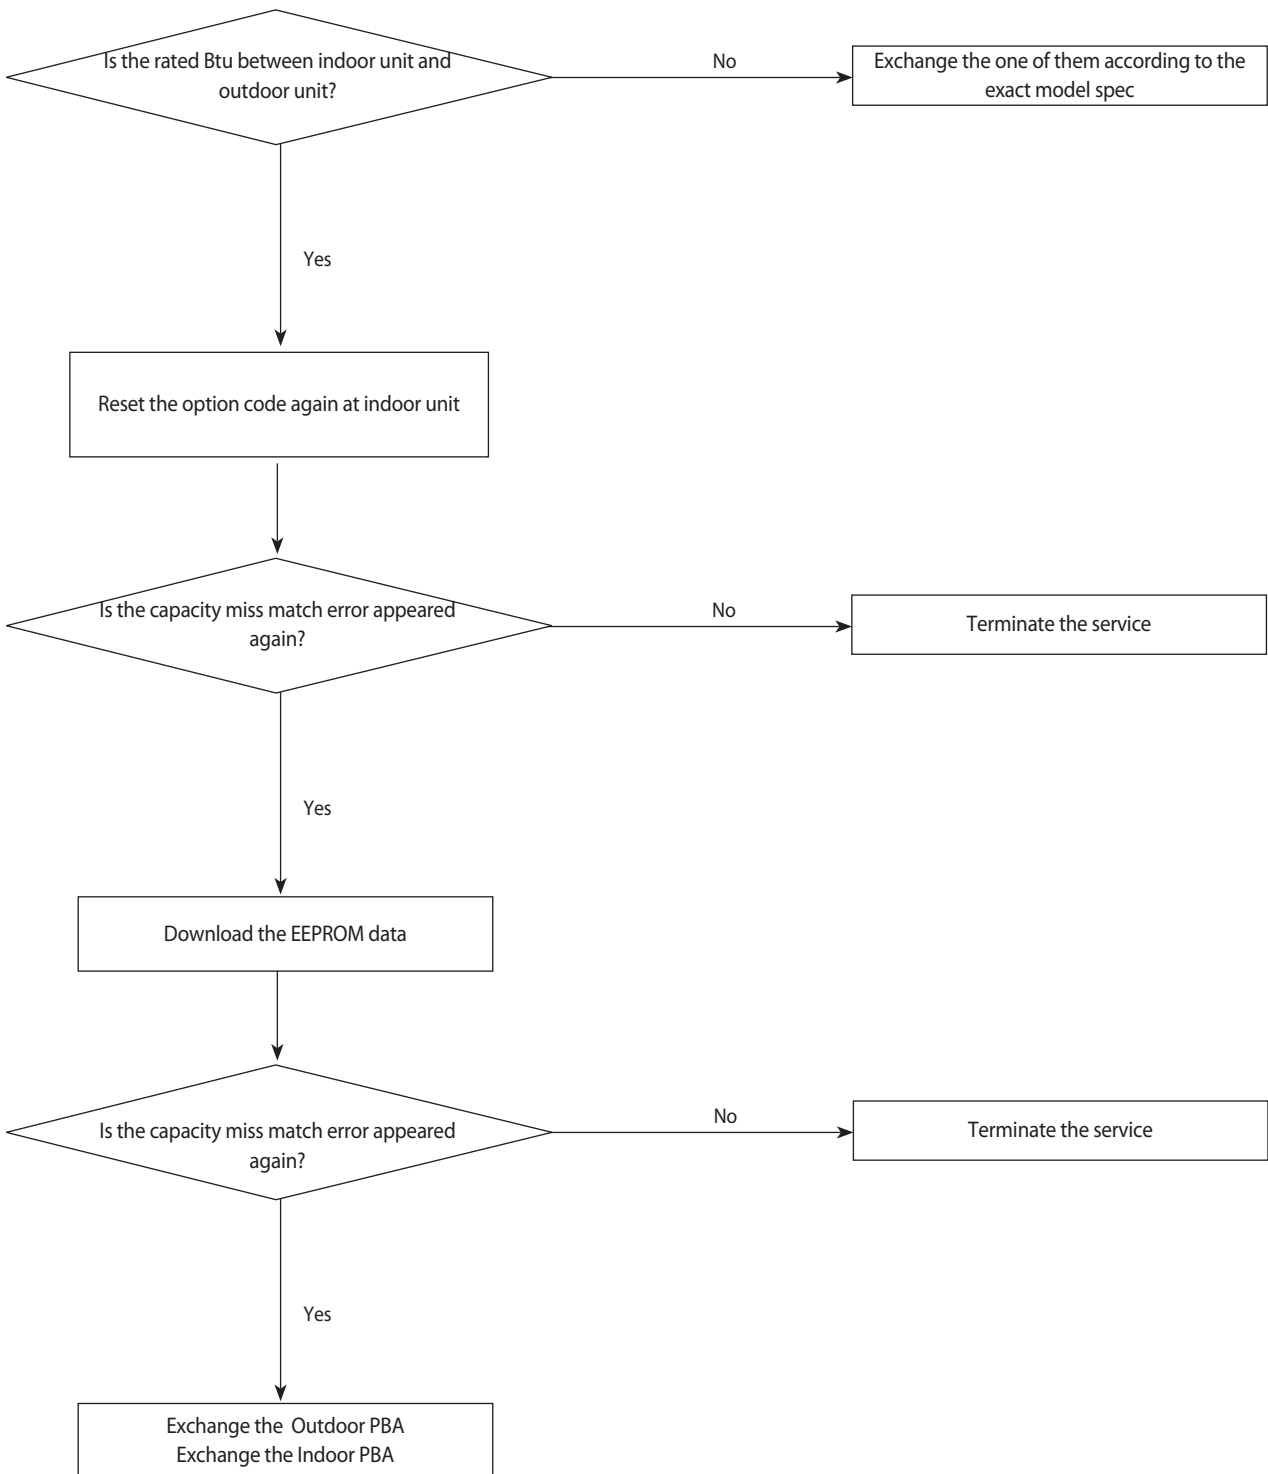 Is the rated Btu between indoor unit and
outdoor unit?
No
Exchange the one of them according to the
exact model spec
Yes
Reset the option code again at indoor unit
Is the capacity miss match error appeared
again?
No
Terminate the service
Yes
Download the EEPROM data
Is the capacity miss match error appeared
again?
No
Terminate the service
Yes
Exchange the Outdoor PBA
Exchange the Indoor PBA